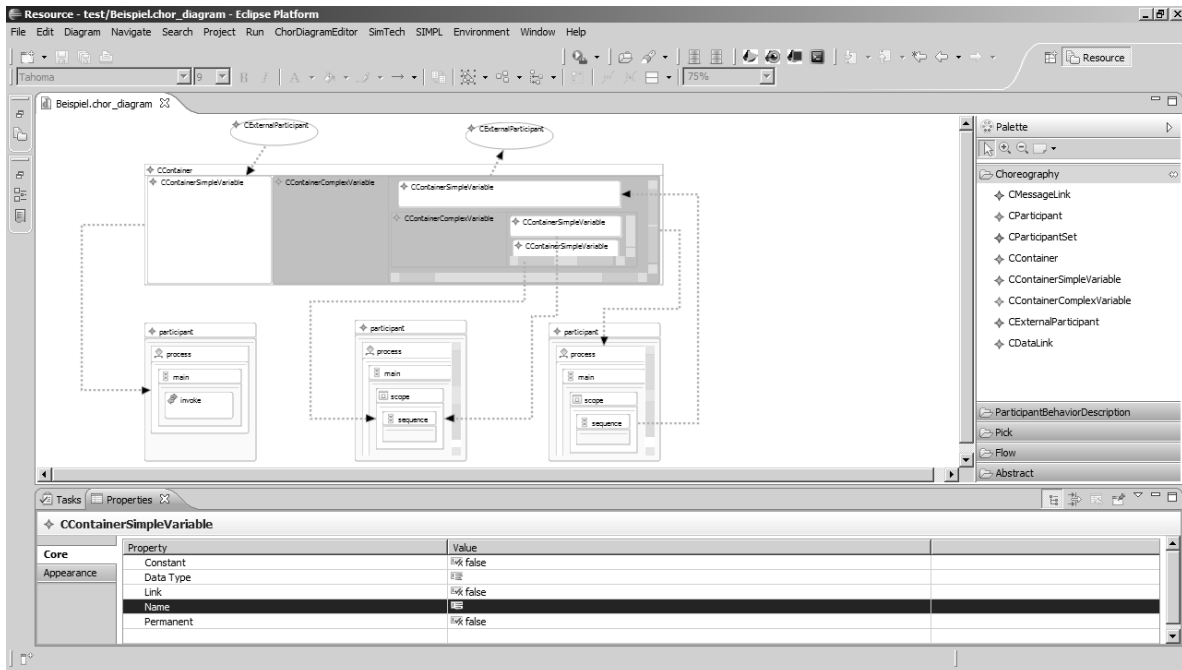 Resource - test/Beispiel.chor_diagram - Eclipse Platform
File Edit Diagram Navigate Search Project Run ChorDiagramEditor SimTech SIMPL Environment Window Help
Resource
Tahoma 9 B I A 75%
Beispiel.chor_diagram
CExternalParticipant
CExternalParticipant
CContainer
CContainerSimpleVariable
CContainerComplexVariable
CContainerSimpleVariable
CContainerComplexVariable
CContainerSimpleVariable
CContainerSimpleVariable
participant
process
main
invoke
participant
process
main
scope
sequence
participant
process
main
scope
sequence
Palette
Choreography
CMessageLink
CParticipant
CParticipantSet
CContainer
CContainerSimpleVariable
CContainerComplexVariable
CExternalParticipant
CDataLink
ParticipantBehaviorDescription
Pick
Flow
Abstract
Tasks Properties
CContainerSimpleVariable
Core
Appearance
Property Value
Constant false
Data Type
Link false
Name
Permanent false